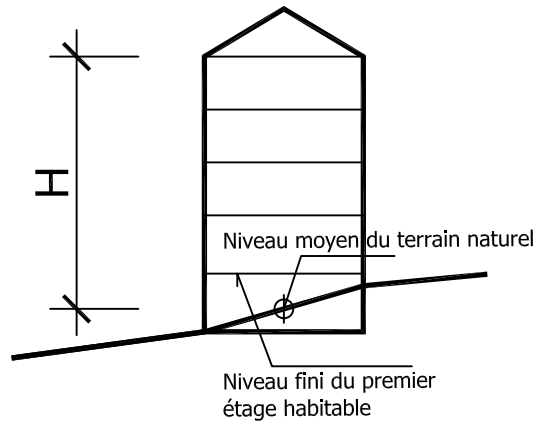 H
Niveau moyen du terrain naturel
Niveau fini du premier
étage habitable